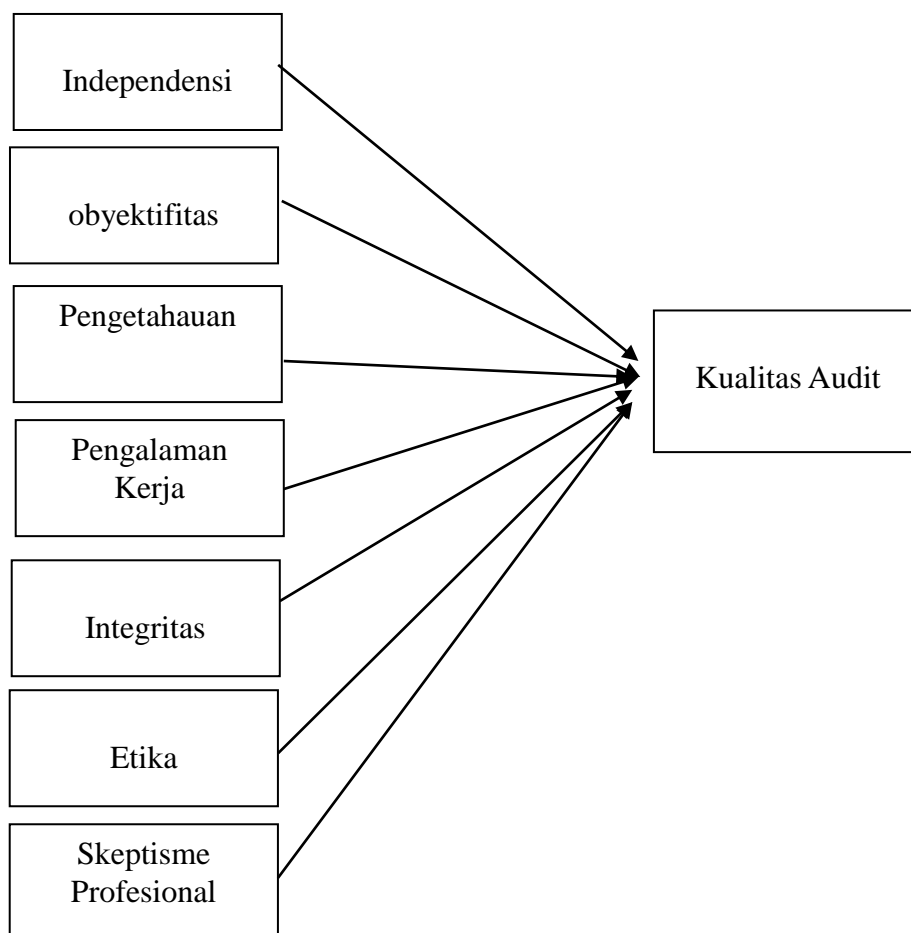 Independensi
obyektifitas
Pengetahauan
Kualitas Audit
Pengalaman
Kerja
Integritas
Etika
Skeptisme
Profesional